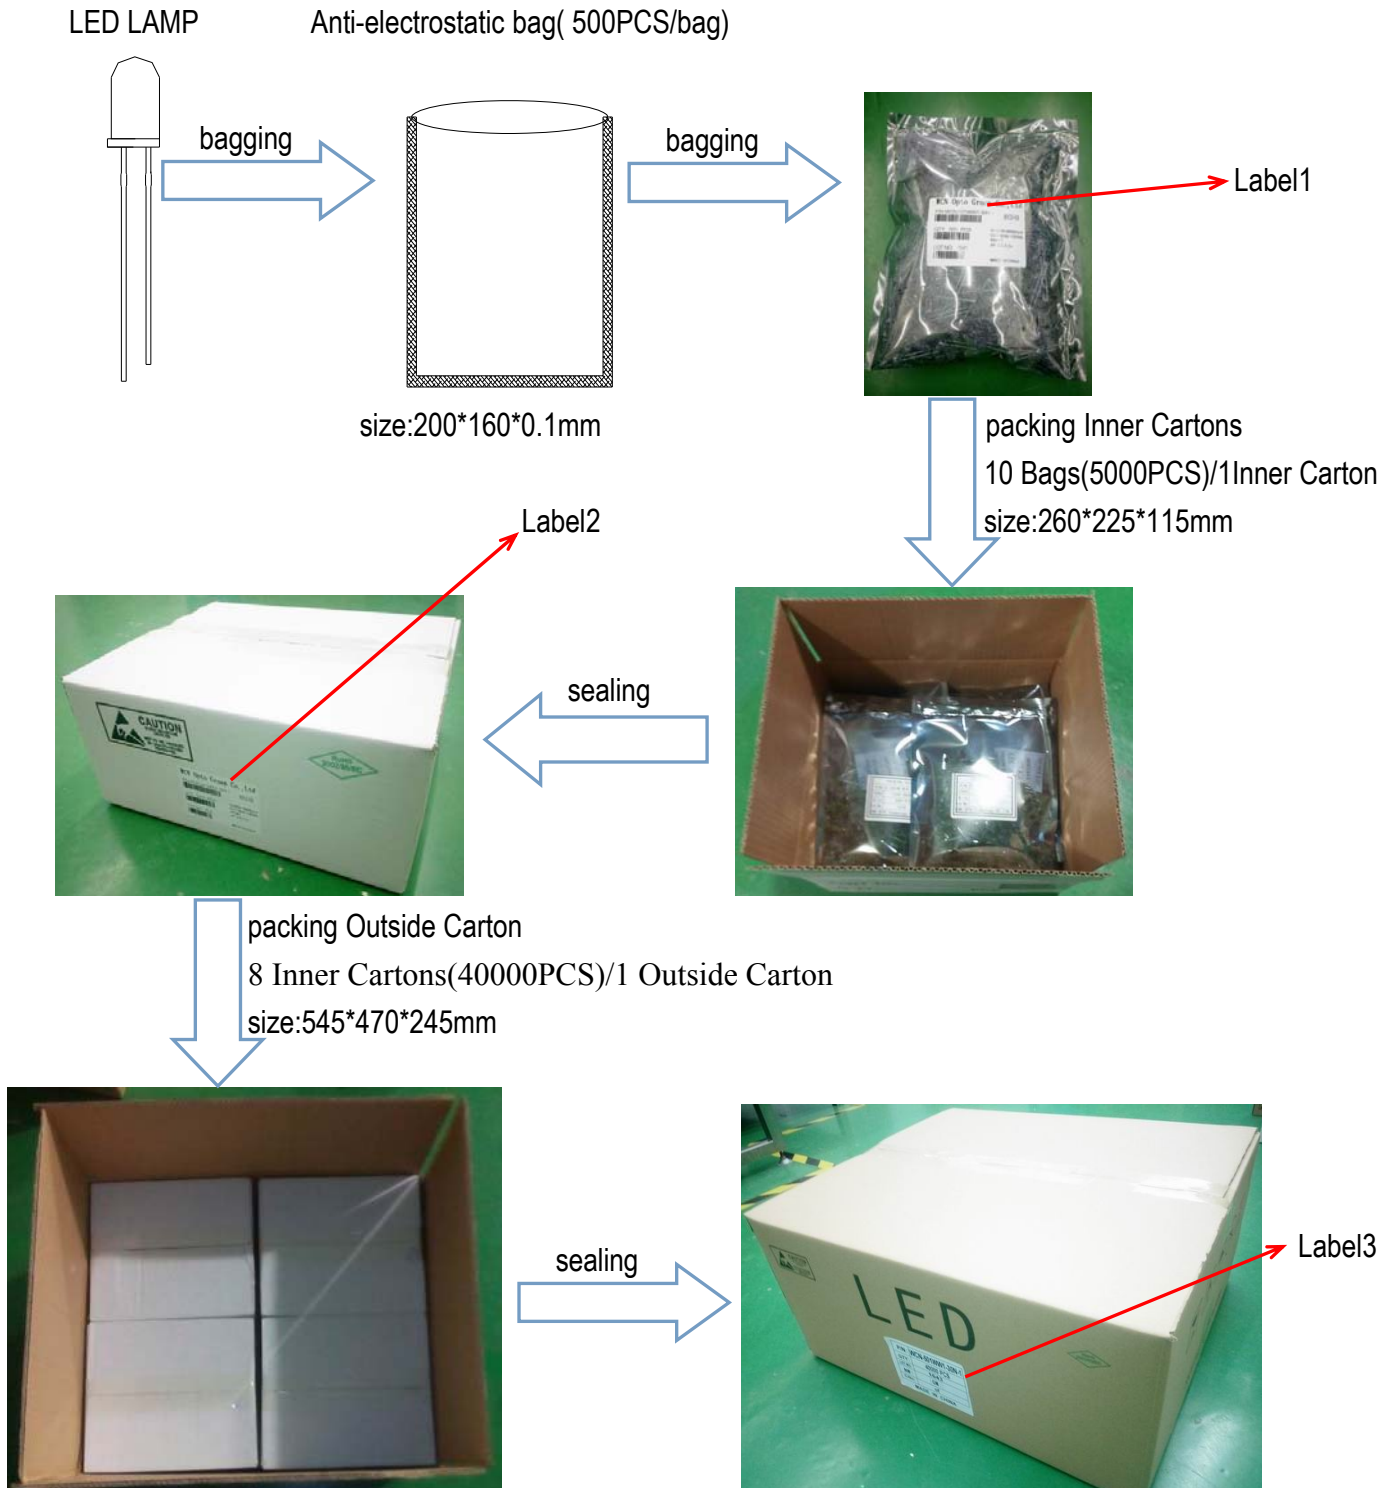 LED LAMP
Anti-electrostatic bag( 500PCS/bag)
bagging
bagging
Label1
size:200*160*0.1mm
packing Inner Cartons
10 Bags(5000PCS)/1Inner Carton
size:260*225*115mm
Label2
sealing
CAUTION
packing Outside Carton
8 Inner Cartons(40000PCS)/1 Outside Carton
size:545*470*245mm
sealing
Label3
LED